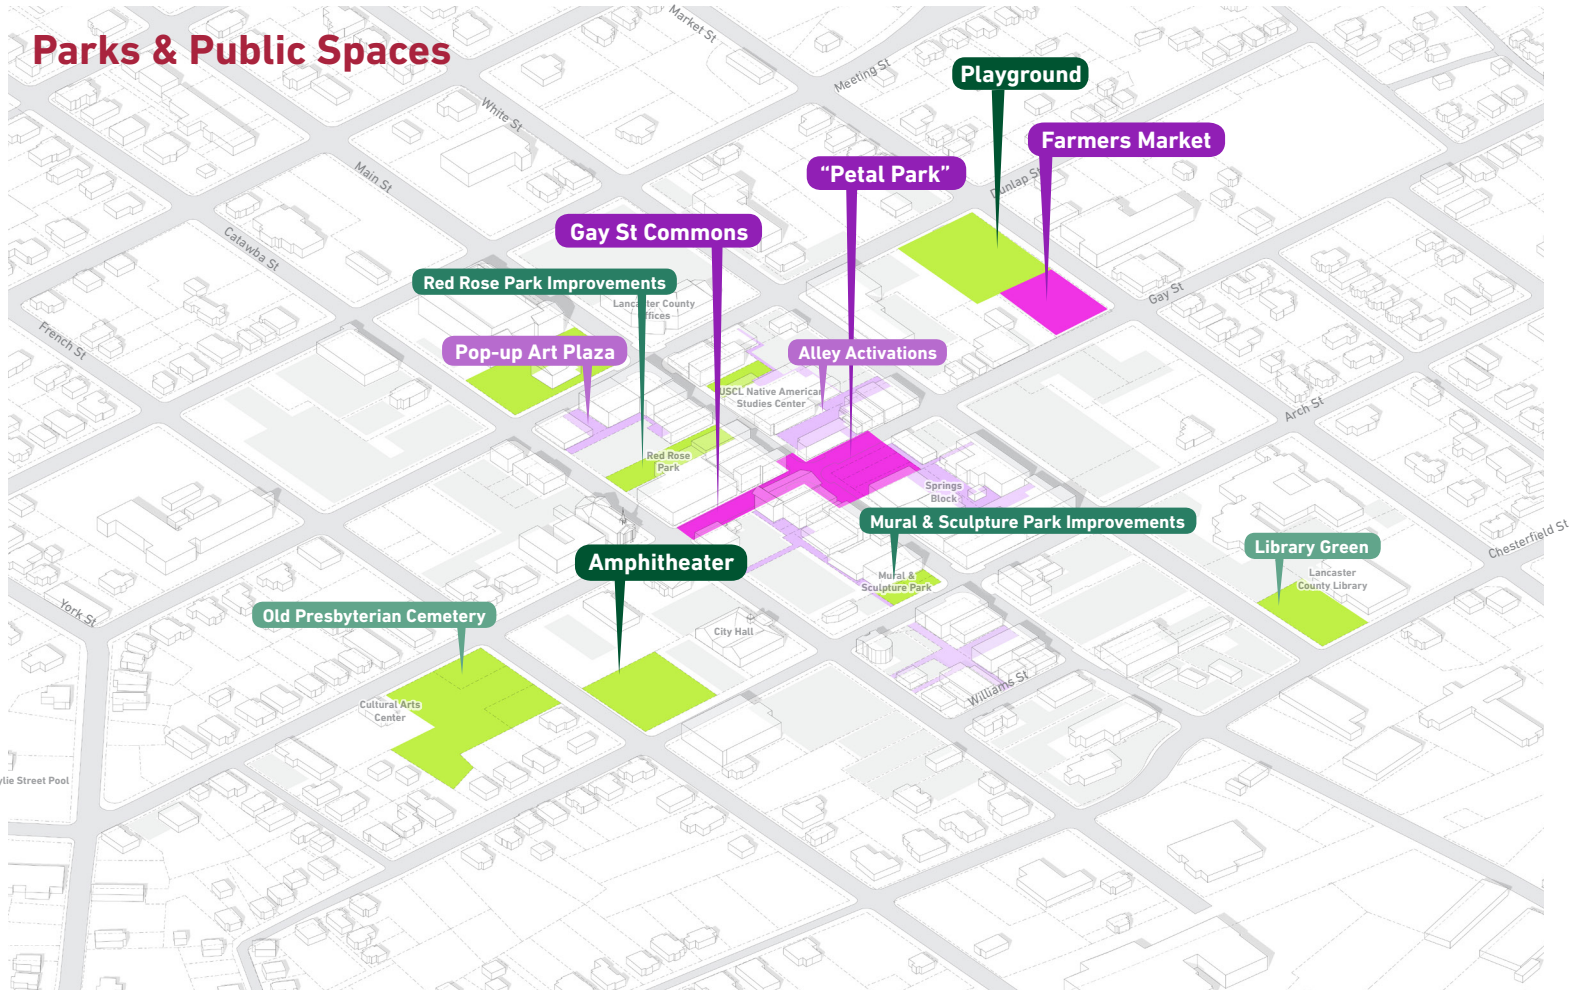 Parks & Public Spaces
Market St
Meeting St
Playground
White St
Farmers Market
Main St
"Petal Park"
Dunlap St
Gay St Commons
Catawba St
Red Rose Park Improvements
Lancaster County
Offices
Gay St
French St
Pop-up Art Plaza
Alley Activations
USCL Native American
Studies Center
Arch St
Red Rose
Park
Springs
Block
Mural & Sculpture Park Improvements
Chesterfield St
Library Green
Amphitheater
Mural &
Sculpture Park
Lancaster
County Library
York St
Old Presbyterian Cemetery
City Hall
Williams St
Cultural Arts
Center
ylie Street Pool